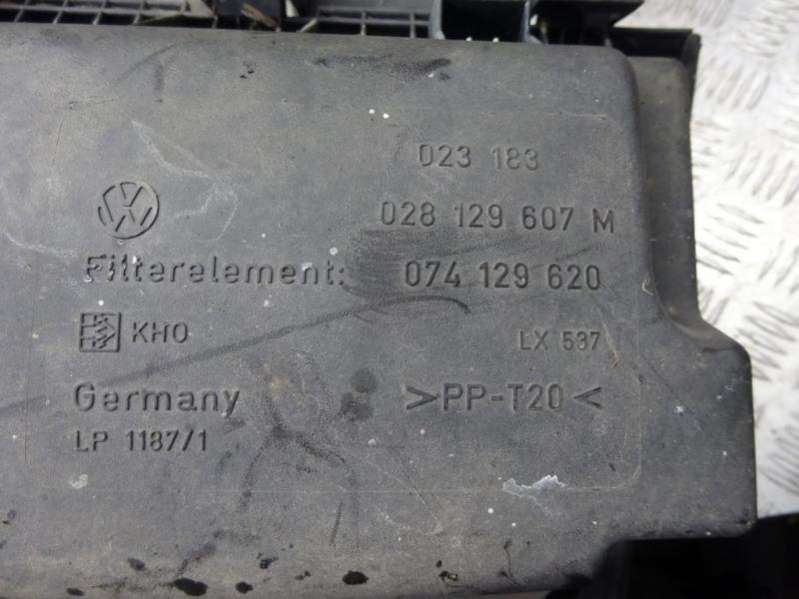 023 183
028 129 607 M
Filterelement: 074 129 620
KHO LX 537
Germany >PP-T20<
LP 1187/1